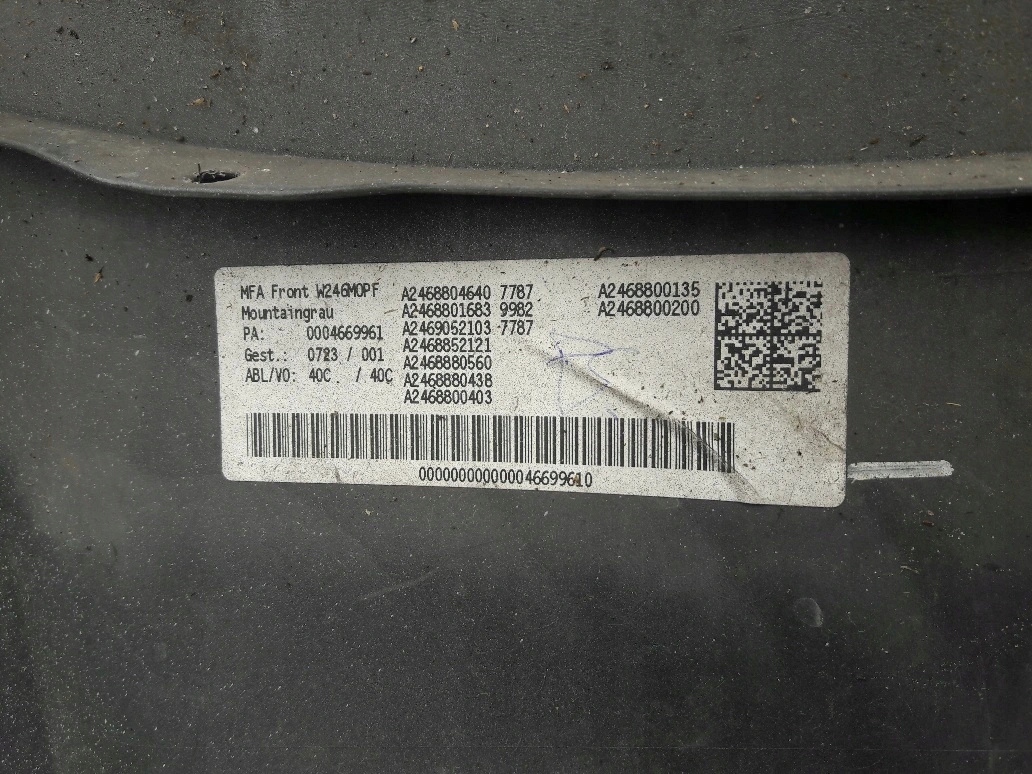 MFA Front W246MOPF
Mountaingrau
PA: 0004669961
Gest.: 0723 / 001
ABL/VO: 40C . / 40C
A2468804640 7787
A2468801683 9982
A2469052103 7787
A2468852121
A2468880560
A2468880438
A2468800403
A2468800135
A2468800200
00000000000046699610